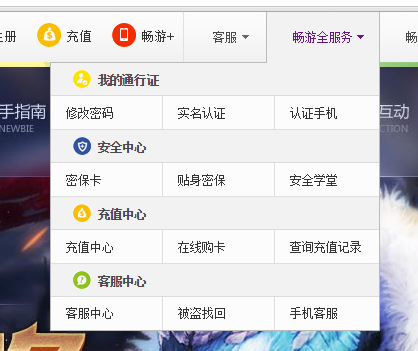 册 充值 畅游+ 客服 畅游全服务 畅
我的通行证
手指南 互动
修改密码 实名认证 认证手机
NEWBIE ACTION
安全中心
密保卡 贴身密保 安全学堂
充值中心
充值中心 在线购卡 查询充值记录
客服中心
客服中心 被盗找回 手机客服